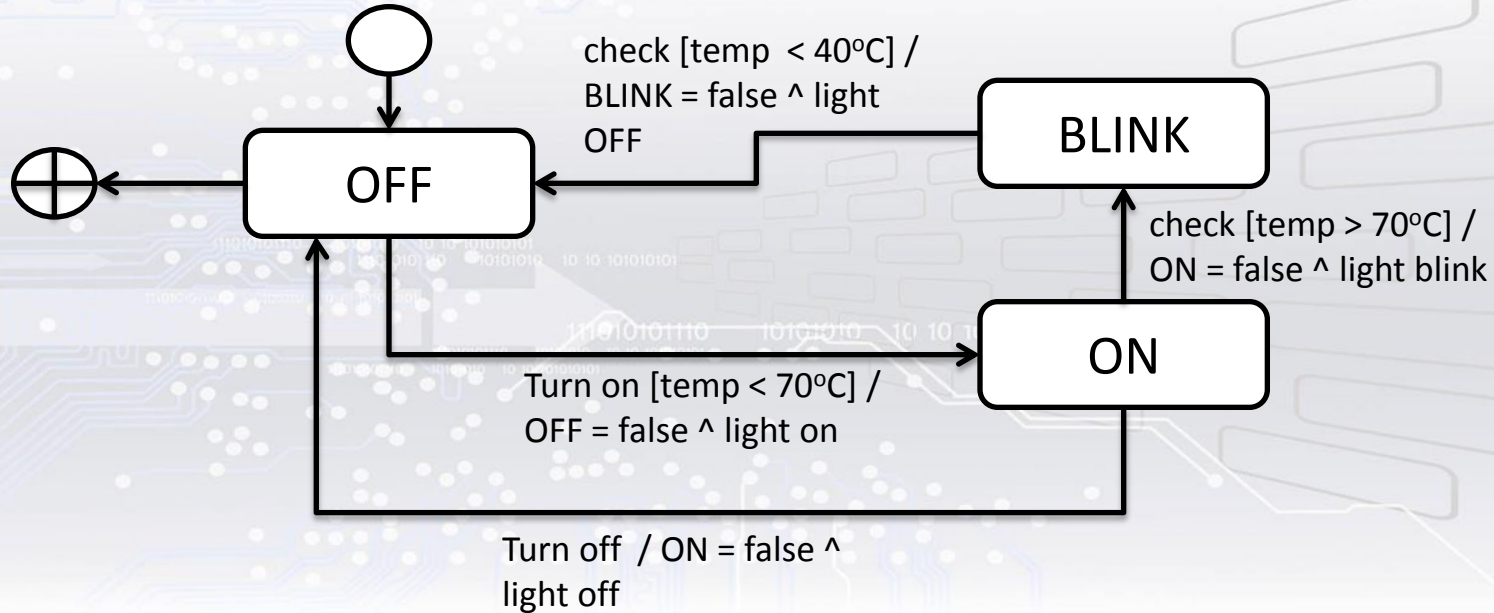 check [temp < 40°C] /
BLINK = false ^ light
OFF
BLINK
OFF
check [temp > 70°C] /
ON = false ^ light blink
ON
Turn on [temp < 70°C] /
OFF = false ^ light on
Turn off / ON = false ^
light off